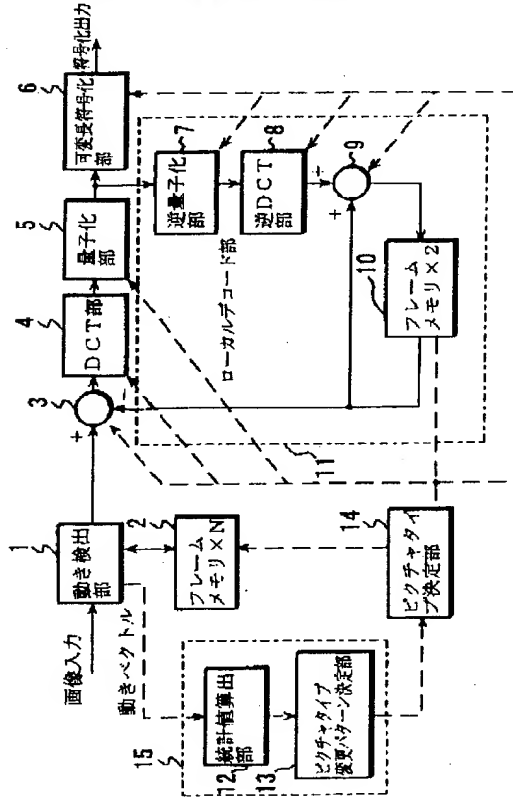 画像入力
1
動き検出
部
動きベクトル
2
フレーム
メモリ×N
3
+
-
4
DCT部
5
量子化
部
6
可変長符号化
部
符号化出力
7
逆量子化
部
8
逆DCT
部
+
+
9
10
フレーム
メモリ×2
ローカルデコード部
11
12
統計値算出
部
13
ピクチャタイプ
変更パターン決定部
14
ピクチャタイ
プ決定部
15